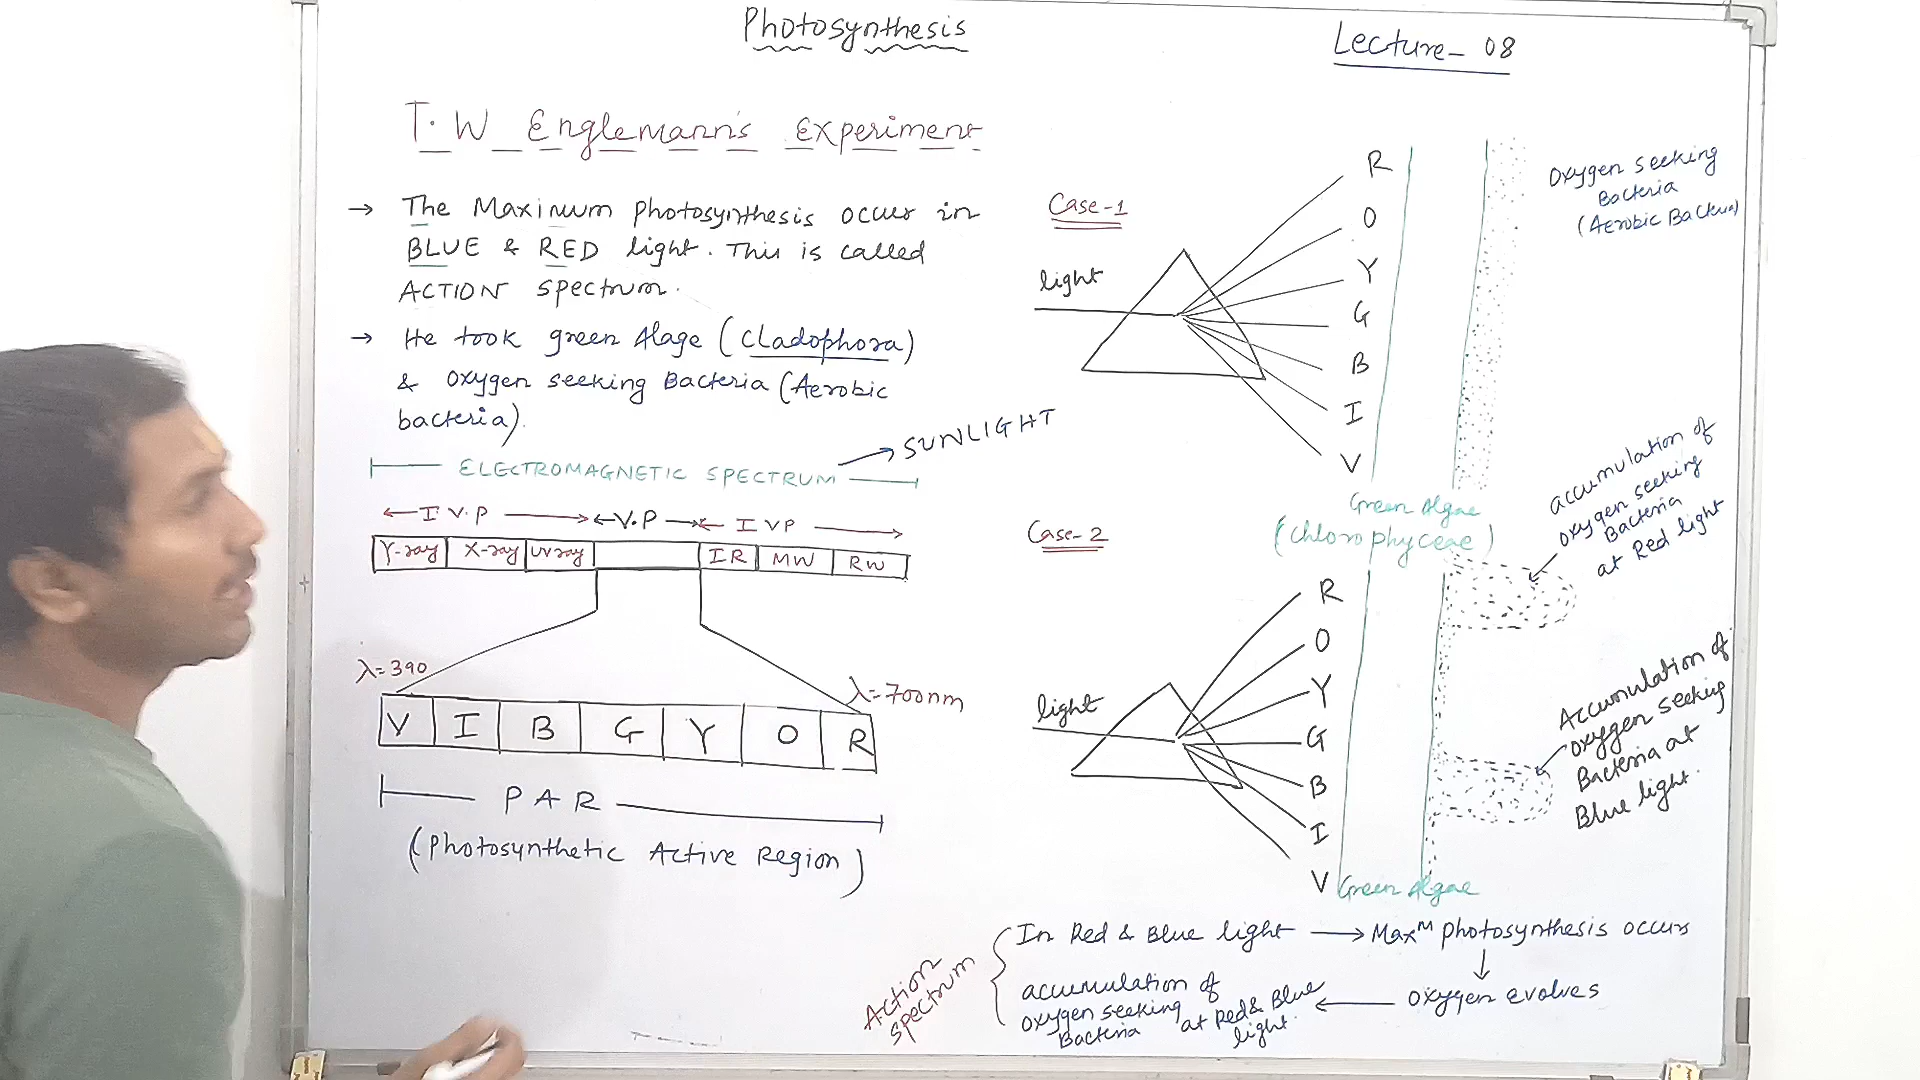 Photosynthesis
Lecture- 08
T. W Englemann's Experiment
→ The Maximum photosynthesis occur in
BLUE & RED light. This is called
ACTION spectrum.
→ He took green Alage (Cladophora)
& oxygen seeking Bacteria (Aerobic
bacteria).
ELECTROMAGNETIC SPECTRUM → SUNLIGHT
← I V.P → ← V.P → ← I VP →
γ-ray X-ray UV ray IR MW RW
λ=390
λ=700nm
V I B G Y O R
PAR
(Photosynthetic Active Region)
Case-1
light
R
O
Y
G
B
I
V
Oxygen seeking
Bacteria
(Aerobic Bacteria)
Green Algae
(Chlorophyceae)
Case-2
light
R
O
Y
G
B
I
V
Green Algae
accumulation of
oxygen seeking
Bacteria
at Red light
Accumulation of
oxygen seeking
Bacteria at
Blue light.
Action
spectrum
In Red & Blue light → Maxᴹ photosynthesis occurs
↓
oxygen evolves
←
accumulation of
oxygen seeking
Bacteria at Red & Blue
light.